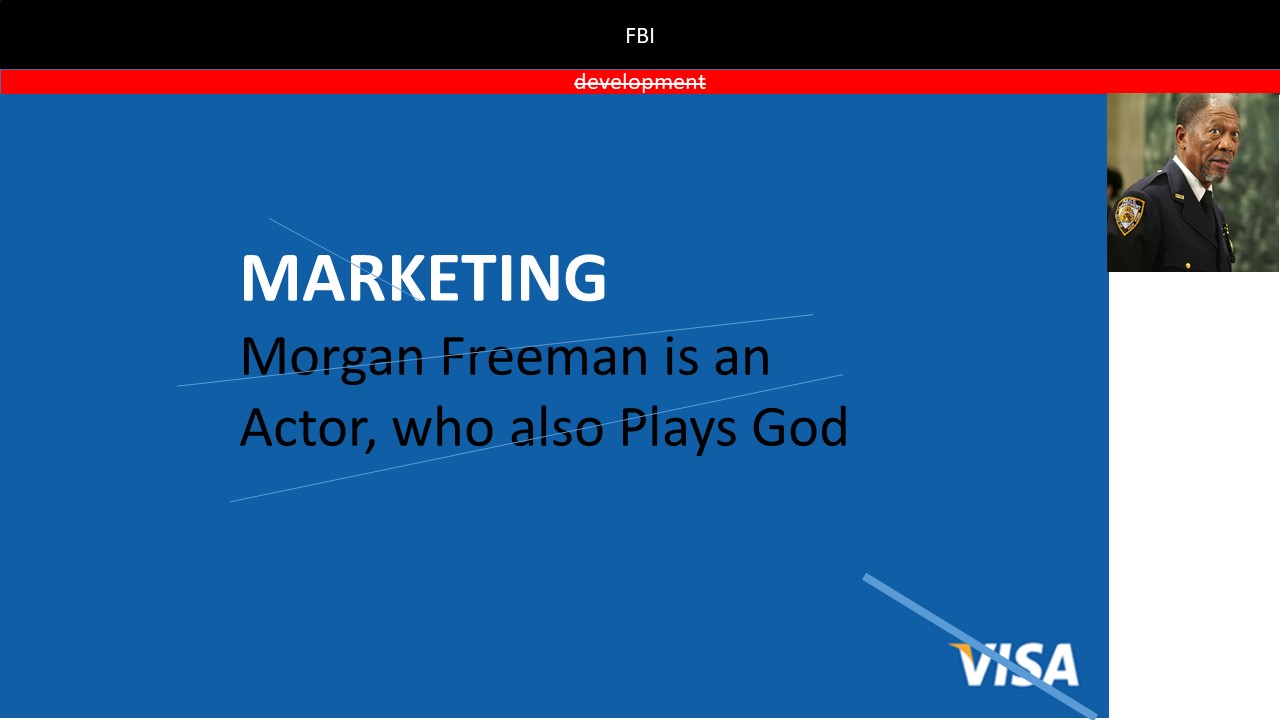 FBI
development
MARKETING
Morgan Freeman is an
Actor, who also Plays God
VISA